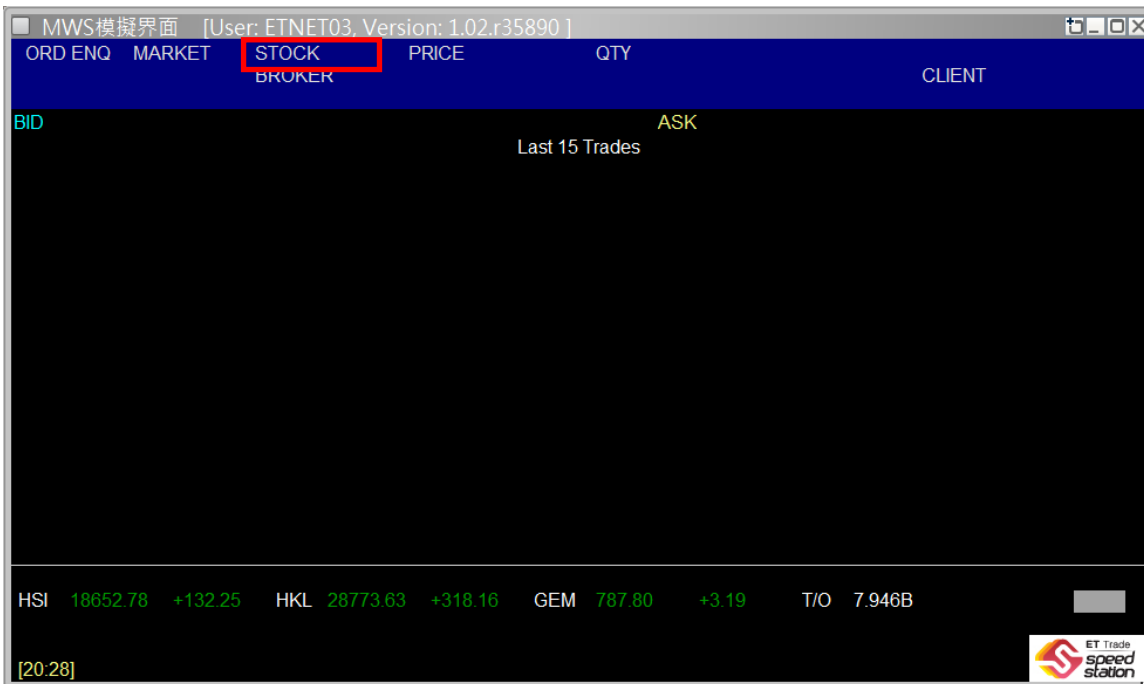 MWS模擬界面 [User: ETNET03, Version: 1.02.r35890 ]
ORD ENQ MARKET STOCK PRICE QTY
BROKER CLIENT
BID ASK
Last 15 Trades
HSI 18652.78 +132.25 HKL 28773.63 +318.16 GEM 787.80 +3.19 T/O 7.946B
ET Trade
speed
station
[20:28]